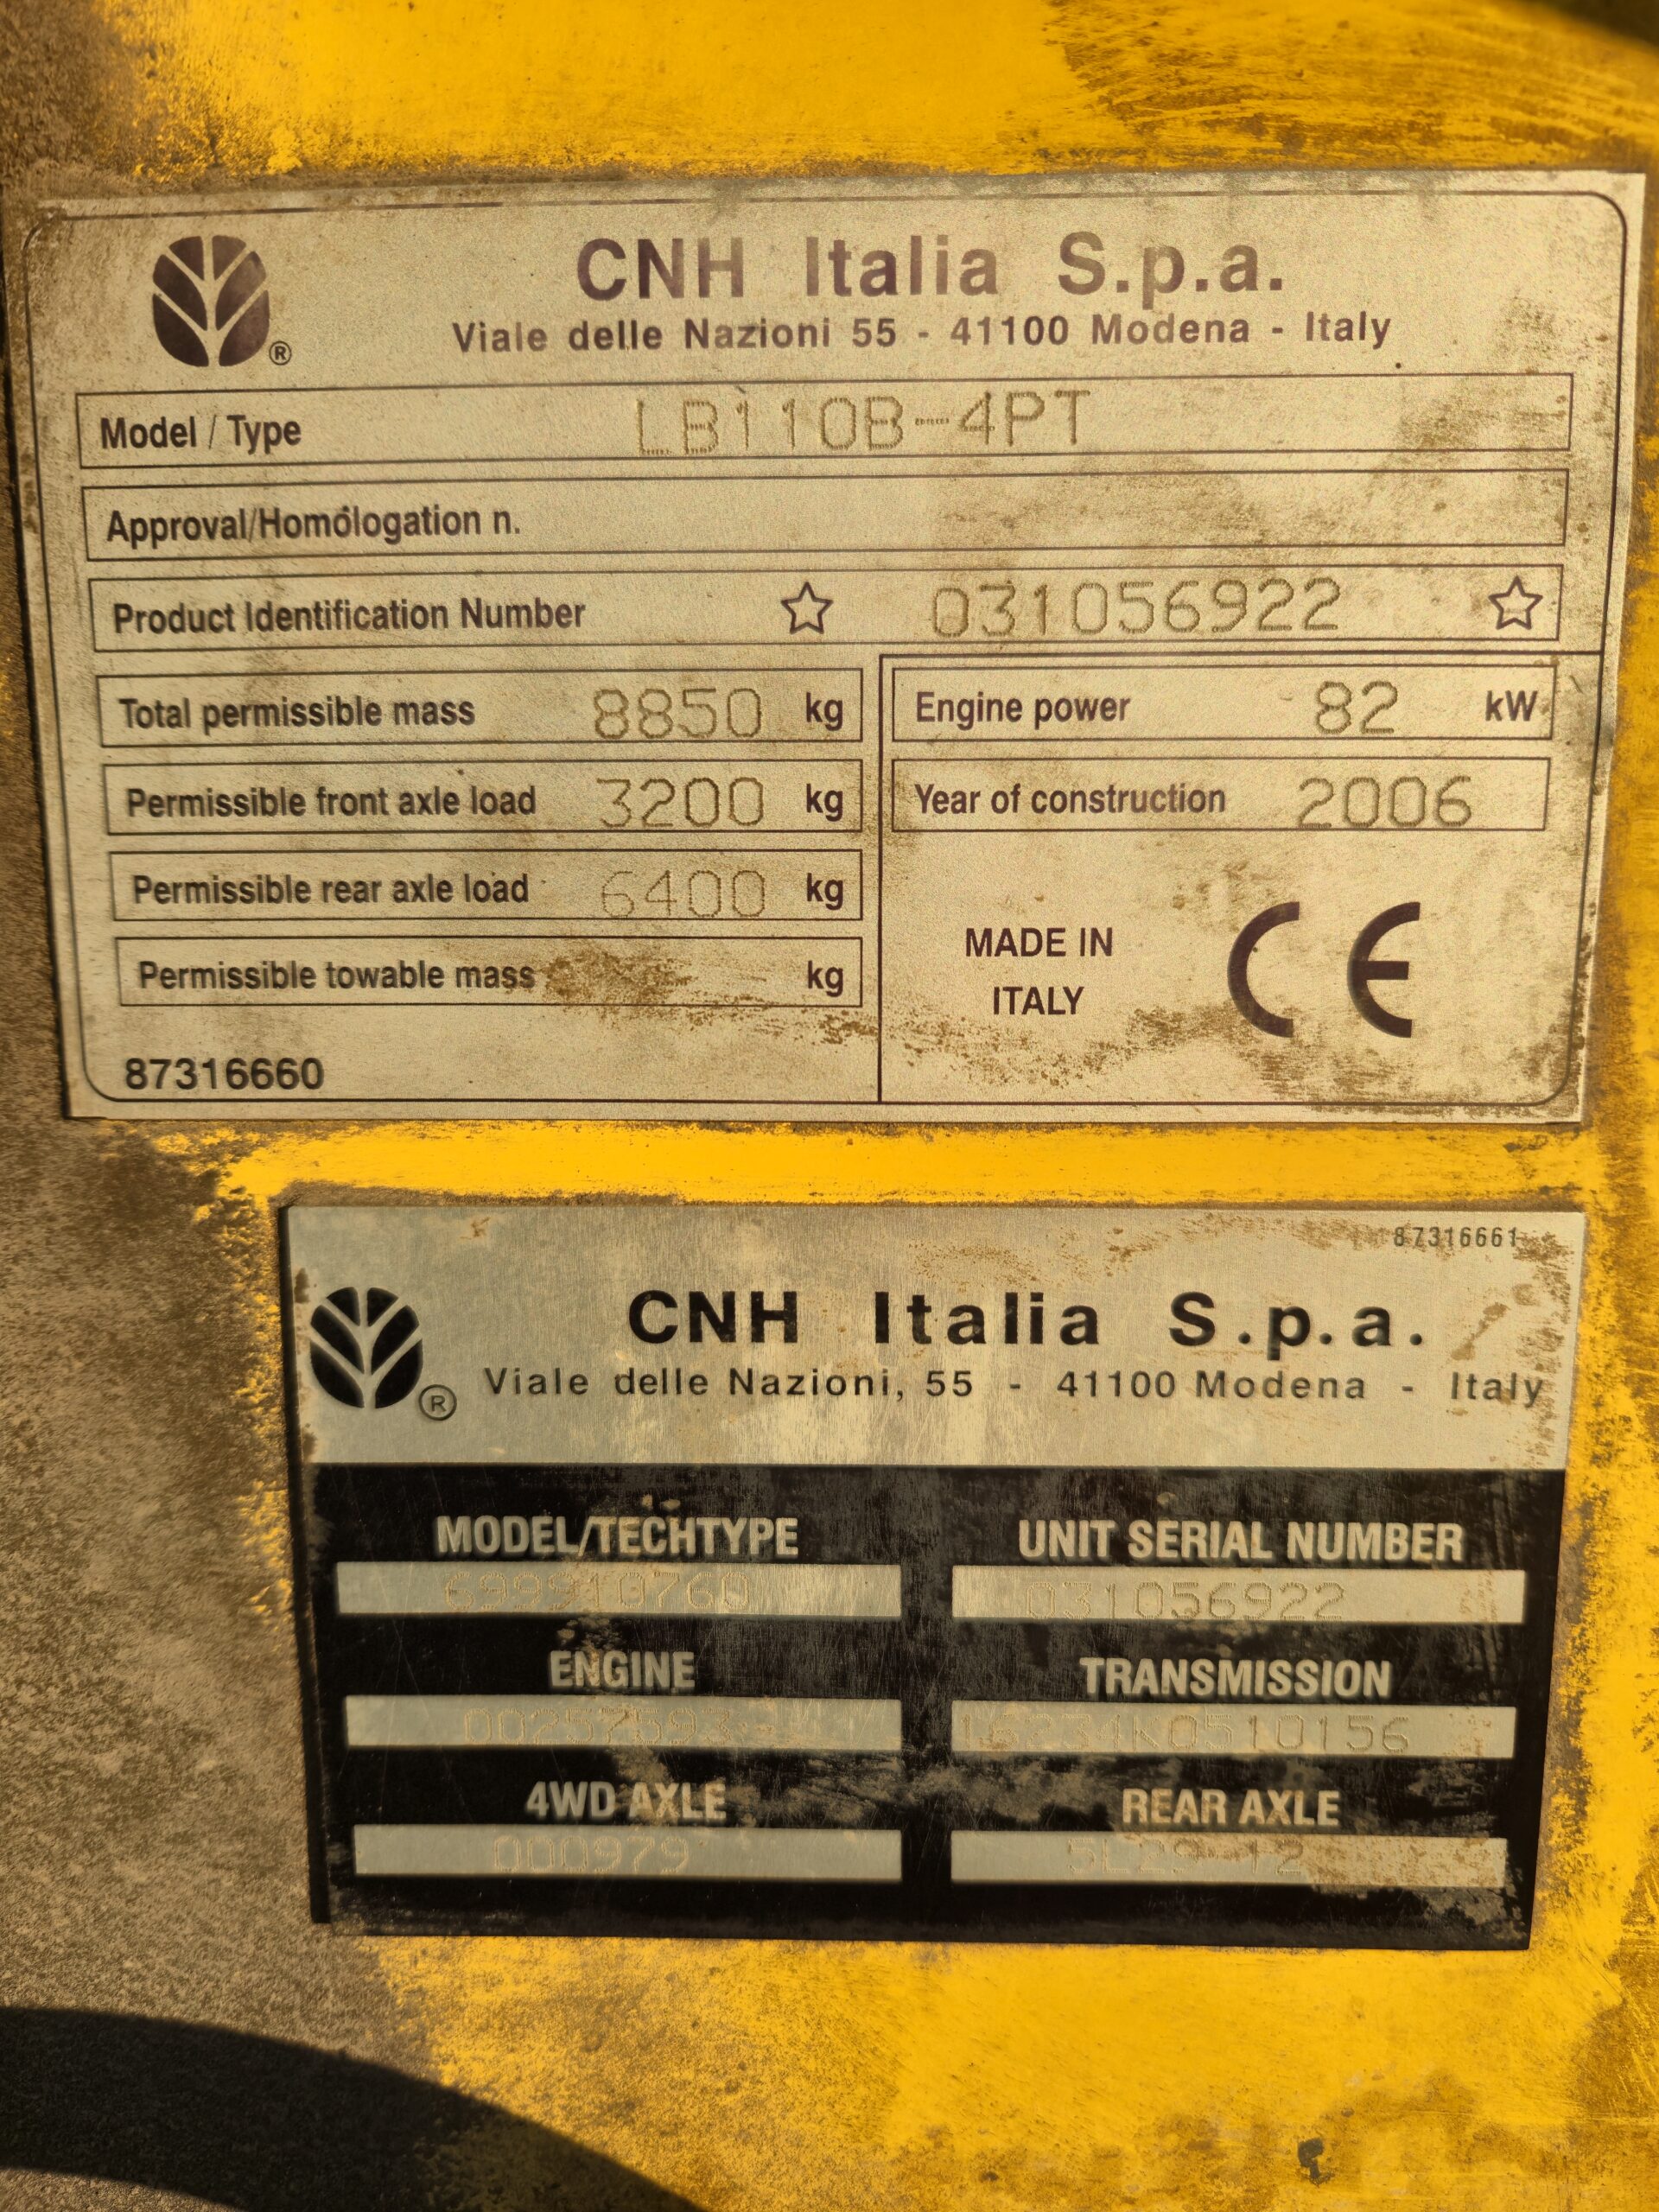 CNH Italia S.p.a.
®
Viale delle Nazioni 55 - 41100 Modena - Italy
Model / Type LB110B-4PT
Approval/Homologation n.
Product Identification Number ☆ 031056922 ☆
Total permissible mass 8850 kg
Engine power 82 kW
Permissible front axle load 3200 kg
Year of construction 2006
Permissible rear axle load 6400 kg
Permissible towable mass kg
MADE IN
ITALY
CE
87316660
87316661
CNH Italia S.p.a.
®
Viale delle Nazioni, 55 - 41100 Modena - Italy
MODEL/TECHTYPE
699910760
UNIT SERIAL NUMBER
031056922
ENGINE
00257593
TRANSMISSION
4WD AXLE
000979
REAR AXLE